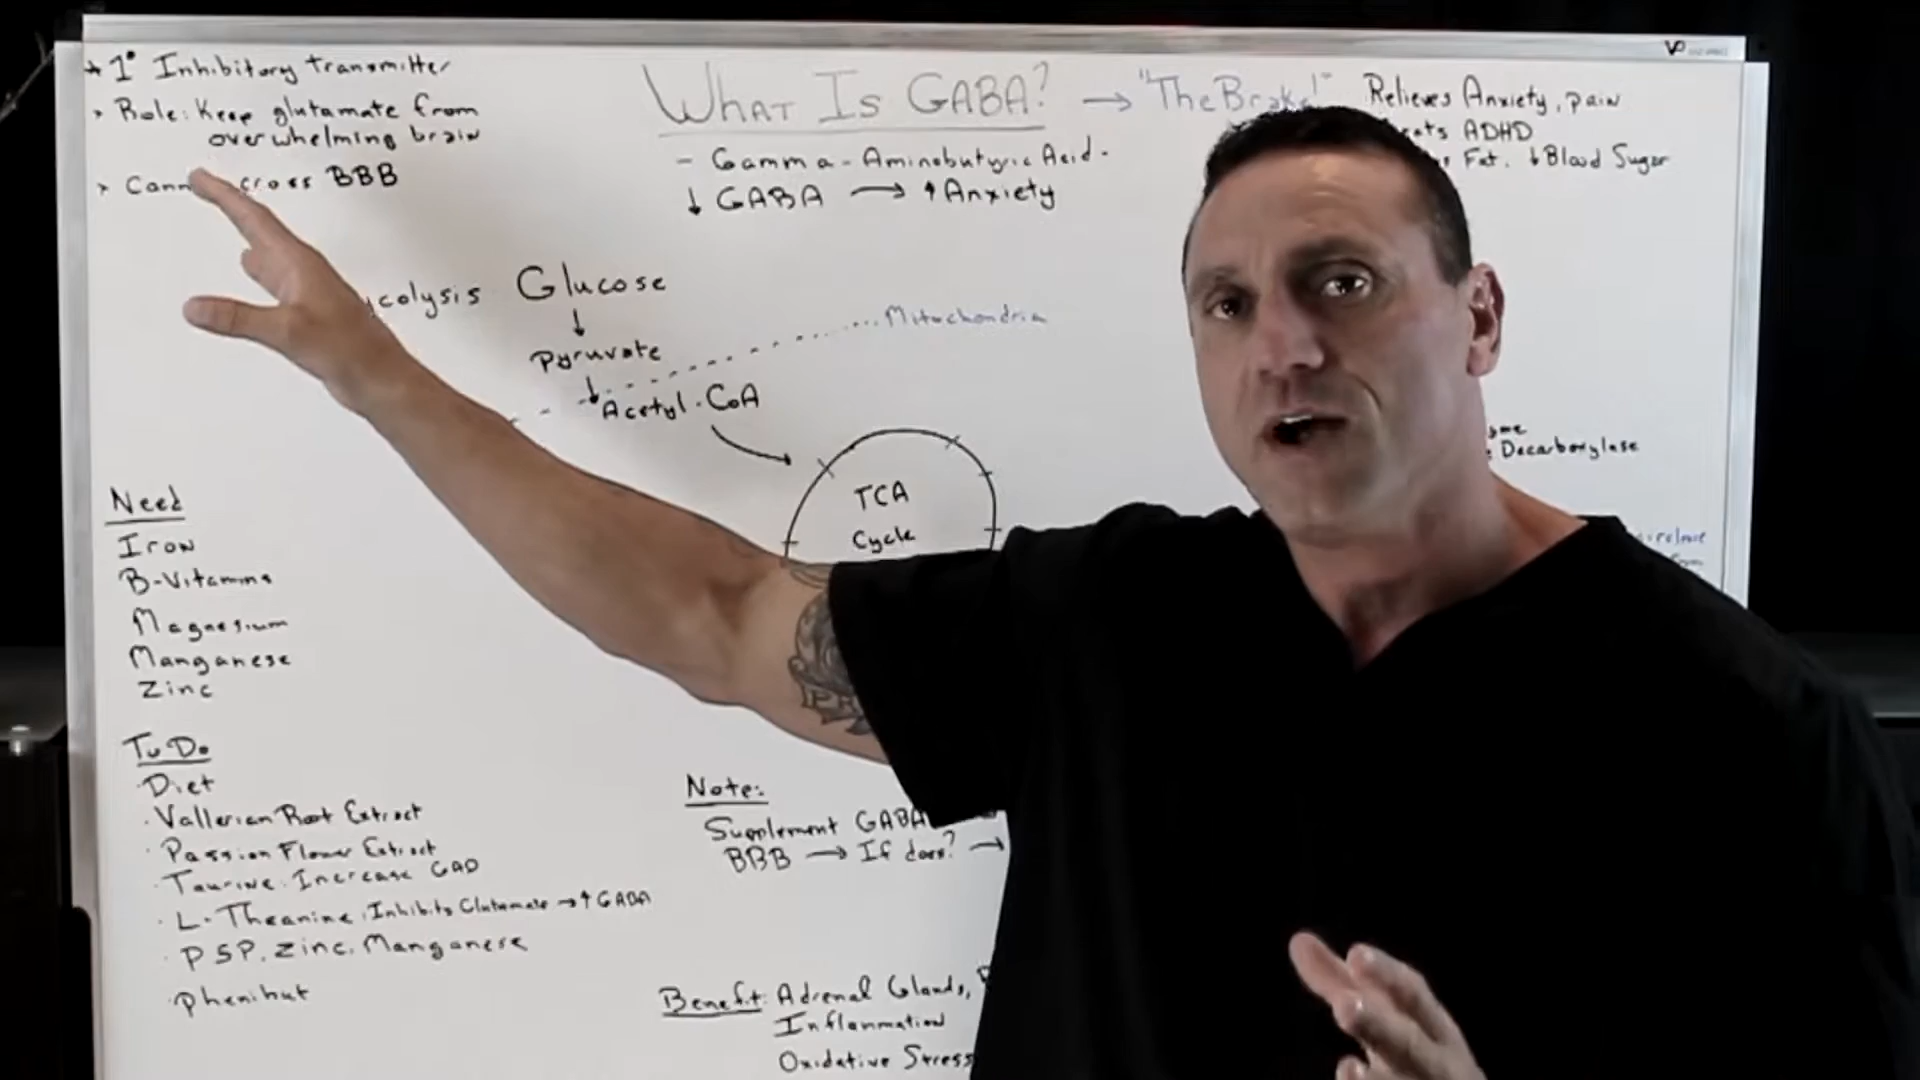 1° Inhibitory transmitter
Role: Keep glutamate from
overwhelming brain
cross BBB
WHAT IS GABA? → "The Brake!"
- Gamma-Aminobutyric Acid.
↓ GABA → ↑ Anxiety
Relieves Anxiety, pain
ADHD
Fat. ↓ Blood Sugar
Glucose
↓
Pyruvate
↓
Acetyl-CoA
Mitochondria
TCA
Cycle
Decarboxylase
Need
Iron
B-Vitamins
Magnesium
Manganese
Zinc
To Do
Diet
· Vallerian Root Extract
· Passion Flower Extract
· Taurine: Increase GAD
· L-Theanine: Inhibits Glutamate → ↑ GABA
· PSP, Zinc, Manganese
· Phenibut
Note:
Supplement GABA
BBB → If does? →
Benefit: Adrenal Glands,
Inflammation
Oxidative Stress